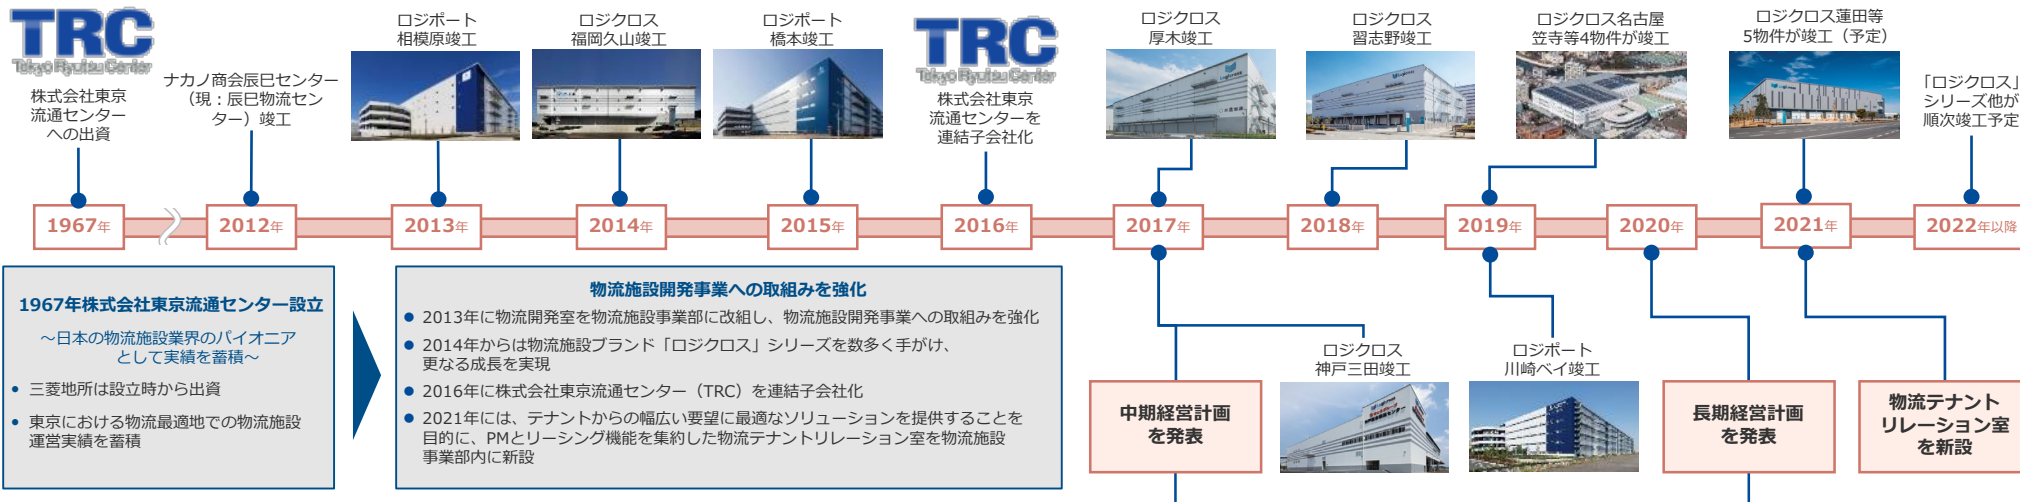 TRC
Tokyo Ryutsu Center
株式会社東京
流通センター
への出資
ナカノ商会辰巳センター
（現：辰巳物流セン
ター）竣工
ロジポート
相模原竣工
ロジクロス
福岡久山竣工
ロジポート
橋本竣工
TRC
Tokyo Ryutsu Center
株式会社東京
流通センターを
連結子会社化
ロジクロス
厚木竣工
ロジクロス
習志野竣工
ロジクロス名古屋
笠寺等4物件が竣工
ロジクロス蓮田等
5物件が竣工（予定）
「ロジクロス」
シリーズ他が
順次竣工予定
1967年
2012年
2013年
2014年
2015年
2016年
2017年
2018年
2019年
2020年
2021年
2022年以降
1967年株式会社東京流通センター設立
～日本の物流施設業界のパイオニア
として実績を蓄積～
● 三菱地所は設立時から出資
● 東京における物流最適地での物流施設
運営実績を蓄積
物流施設開発事業への取組みを強化
● 2013年に物流開発室を物流施設事業部に改組し、物流施設開発事業への取組みを強化
● 2014年からは物流施設ブランド「ロジクロス」シリーズを数多く手がけ、
更なる成長を実現
● 2016年に株式会社東京流通センター（TRC）を連結子会社化
● 2021年には、テナントからの幅広い要望に最適なソリューションを提供することを
目的に、PMとリーシング機能を集約した物流テナントリレーション室を物流施設
事業部内に新設
中期経営計画
を発表
ロジクロス
神戸三田竣工
ロジポート
川崎ベイ竣工
長期経営計画
を発表
物流テナント
リレーション室
を新設